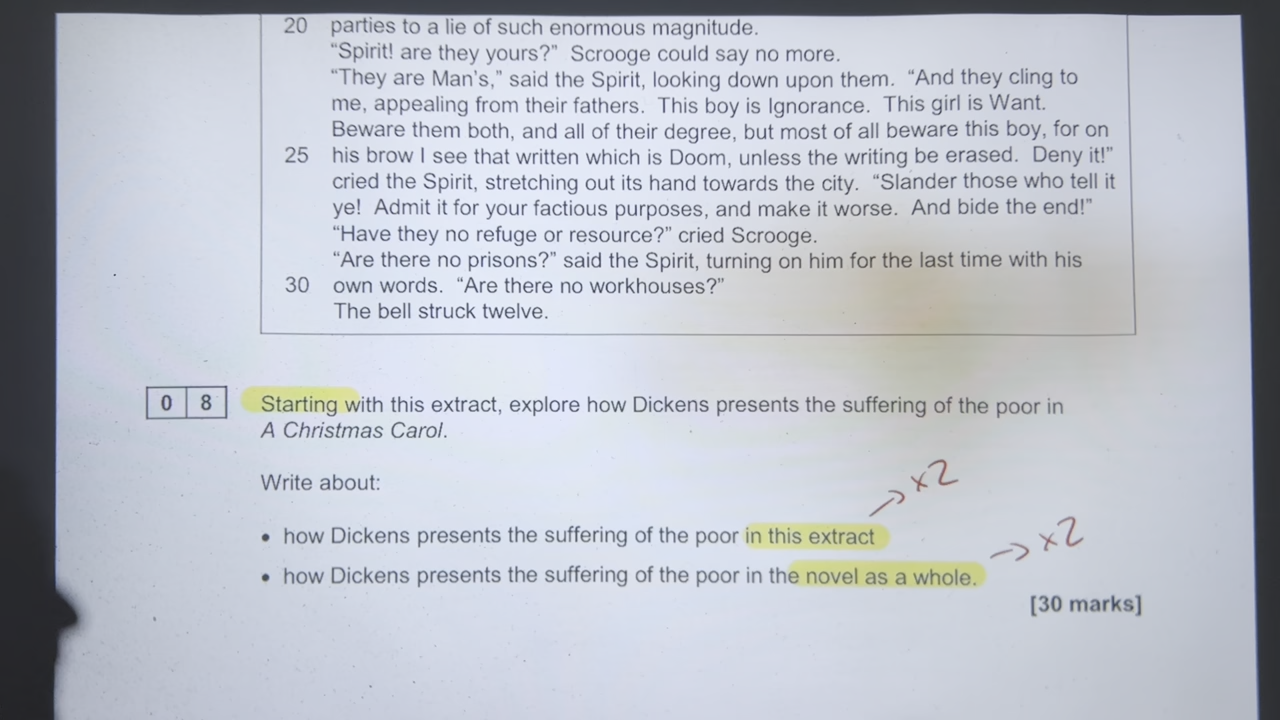 20 parties to a lie of such enormous magnitude.
“Spirit! are they yours?” Scrooge could say no more.
“They are Man’s,” said the Spirit, looking down upon them. “And they cling to
me, appealing from their fathers. This boy is Ignorance. This girl is Want.
Beware them both, and all of their degree, but most of all beware this boy, for on
25 his brow I see that written which is Doom, unless the writing be erased. Deny it!”
cried the Spirit, stretching out its hand towards the city. “Slander those who tell it
ye! Admit it for your factious purposes, and make it worse. And bide the end!”
“Have they no refuge or resource?” cried Scrooge.
“Are there no prisons?” said the Spirit, turning on him for the last time with his
30 own words. “Are there no workhouses?”
The bell struck twelve.
0 8 Starting with this extract, explore how Dickens presents the suffering of the poor in
A Christmas Carol.
Write about:
→ x2
• how Dickens presents the suffering of the poor in this extract
→ x2
• how Dickens presents the suffering of the poor in the novel as a whole.
[30 marks]